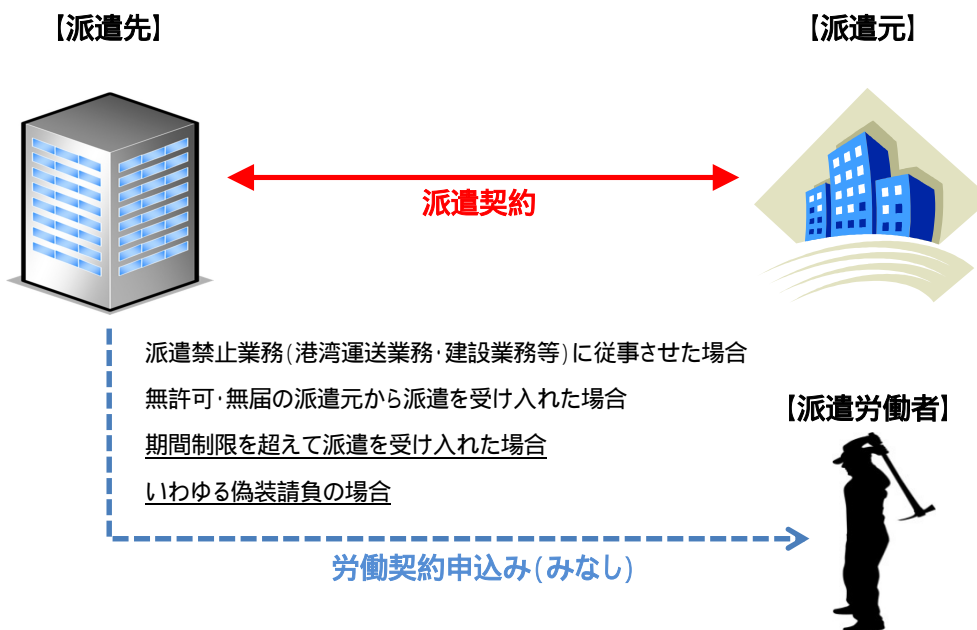 【派遣先】
【派遣元】
派遣契約
派遣禁止業務(港湾運送業務・建設業務等)に従事させた場合
無許可・無届の派遣元から派遣を受け入れた場合
期間制限を超えて派遣を受け入れた場合
いわゆる偽装請負の場合
【派遣労働者】
労働契約申込み(みなし)